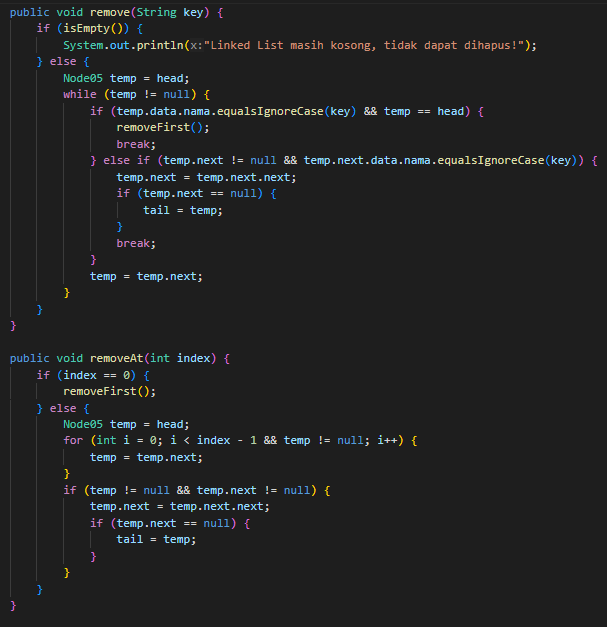 public void remove(String key) {
    if (isEmpty()) {
        System.out.println(x:"Linked List masih kosong, tidak dapat dihapus!");
    } else {
        Node05 temp = head;
        while (temp != null) {
            if (temp.data.nama.equalsIgnoreCase(key) && temp == head) {
                removeFirst();
                break;
            } else if (temp.next != null && temp.next.data.nama.equalsIgnoreCase(key)) {
                temp.next = temp.next.next;
                if (temp.next == null) {
                    tail = temp;
                }
                break;
            }
            temp = temp.next;
        }
    }
}

public void removeAt(int index) {
    if (index == 0) {
        removeFirst();
    } else {
        Node05 temp = head;
        for (int i = 0; i < index - 1 && temp != null; i++) {
            temp = temp.next;
        }
        if (temp != null && temp.next != null) {
            temp.next = temp.next.next;
            if (temp.next == null) {
                tail = temp;
            }
        }
    }
}